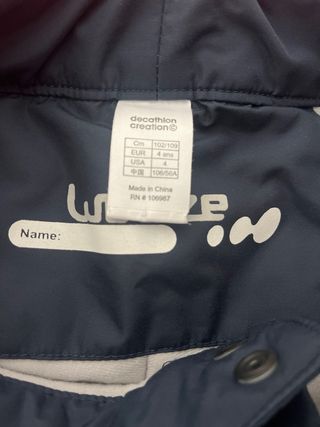 decathlon
creation©
Cm 102/109
EUR 4 ans
USA 4
中国 106/56A
Made in China
RN # 106987
Name: